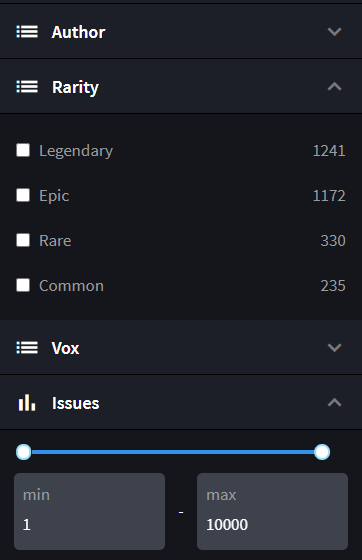 Author
Rarity
Legendary 1241
Epic 1172
Rare 330
Common 235
Vox
Issues
min max
1 - 10000